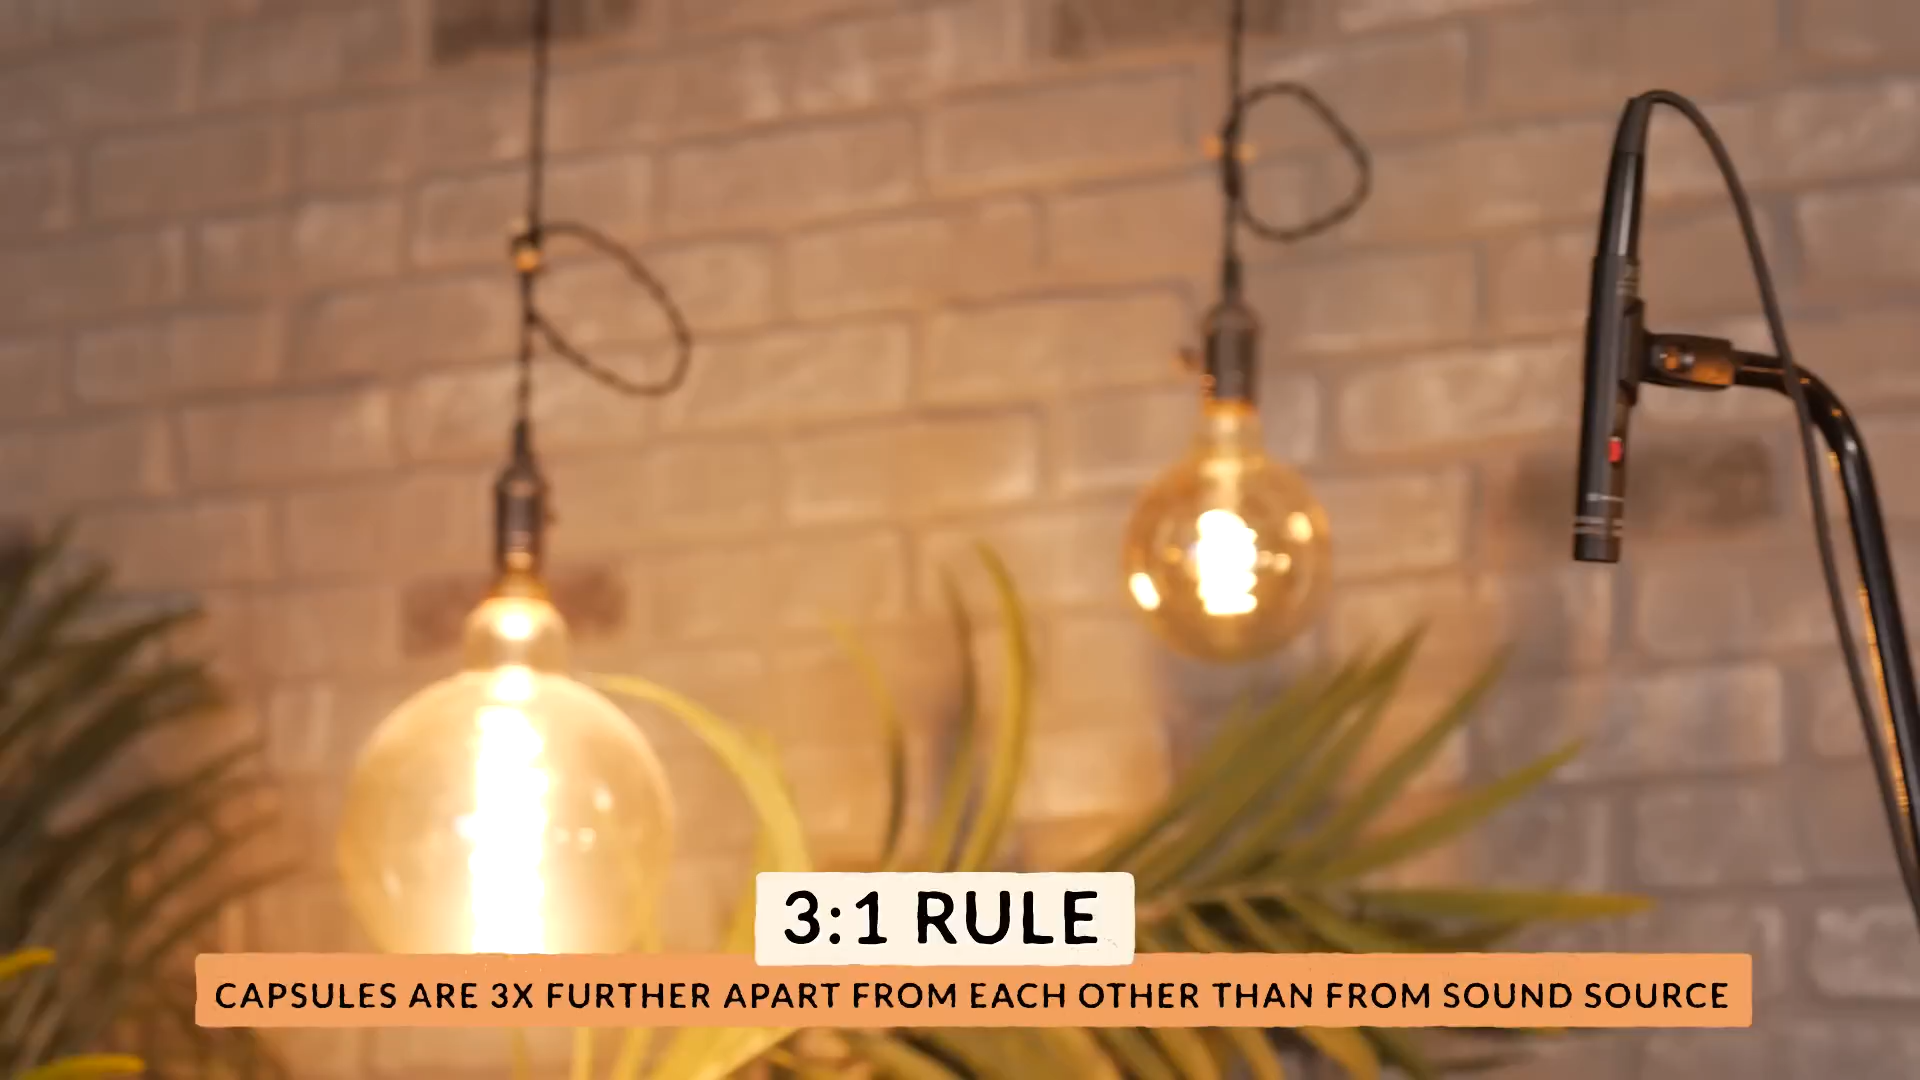 3:1 RULE
CAPSULES ARE 3X FURTHER APART FROM EACH OTHER THAN FROM SOUND SOURCE